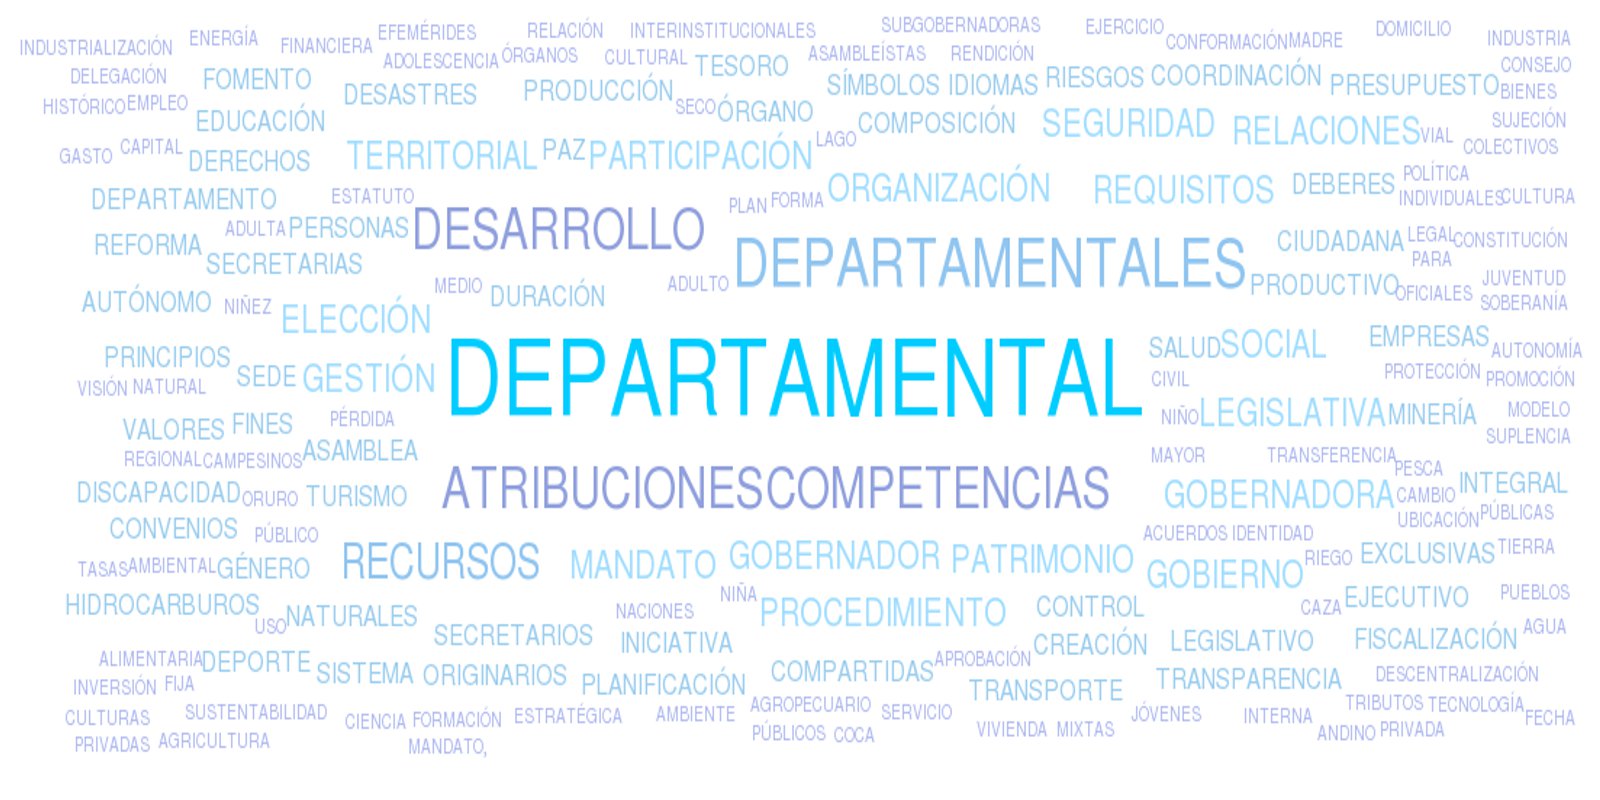 INDUSTRIALIZACIÓN ENERGÍA FINANCIERA EFEMÉRIDES RELACIÓN INTERINSTITUCIONALES SUBGOBERNADORAS EJERCICIO CONFORMACIÓN MADRE DOMICILIO INDUSTRIA
DELEGACIÓN FOMENTO ADOLESCENCIA ÓRGANOS CULTURAL TESORO ASAMBLEÍSTAS RENDICIÓN CONSEJO
HISTÓRICO EMPLEO DESASTRES PRODUCCIÓN SECO ÓRGANO SÍMBOLOS IDIOMAS RIESGOS COORDINACIÓN PRESUPUESTO BIENES
EDUCACIÓN COMPOSICIÓN SEGURIDAD RELACIONES VIAL SUJECIÓN
GASTO CAPITAL DERECHOS TERRITORIAL PAZ PARTICIPACIÓN LAGO COLECTIVOS
DEPARTAMENTO ESTATUTO PLAN FORMA ORGANIZACIÓN REQUISITOS DEBERES POLÍTICA INDIVIDUALES CULTURA
REFORMA ADULTA PERSONAS DESARROLLO DEPARTAMENTALES CIUDADANA LEGAL CONSTITUCIÓN
SECRETARIAS PARA
AUTÓNOMO NIÑEZ MEDIO DURACIÓN ADULTO PRODUCTIVO OFICIALES JUVENTUD SOBERANÍA
ELECCIÓN
PRINCIPIOS SALUD SOCIAL EMPRESAS AUTONOMÍA
VISIÓN NATURAL SEDE GESTIÓN DEPARTAMENTAL CIVIL PROTECCIÓN PROMOCIÓN
VALORES FINES PÉRDIDA NIÑO LEGISLATIVA MINERÍA MODELO SUPLENCIA
REGIONAL CAMPESINOS ASAMBLEA MAYOR TRANSFERENCIA PESCA
DISCAPACIDAD ORURO TURISMO ATRIBUCIONES COMPETENCIAS GOBERNADORA CAMBIO INTEGRAL
CONVENIOS PÚBLICO ACUERDOS IDENTIDAD UBICACIÓN PÚBLICAS
TASAS AMBIENTAL GÉNERO RECURSOS MANDATO GOBERNADOR PATRIMONIO GOBIERNO RIEGO EXCLUSIVAS TIERRA
HIDROCARBUROS USO NATURALES NACIONES NIÑA PROCEDIMIENTO CONTROL CAZA EJECUTIVO PUEBLOS
SECRETARIOS INICIATIVA CREACIÓN LEGISLATIVO FISCALIZACIÓN AGUA
ALIMENTARIA DEPORTE SISTEMA ORIGINARIOS COMPARTIDAS APROBACIÓN TRANSPARENCIA DESCENTRALIZACIÓN
INVERSIÓN FIJA PLANIFICACIÓN TRANSPORTE
CULTURAS SUSTENTABILIDAD CIENCIA FORMACIÓN ESTRATÉGICA AMBIENTE AGROPECUARIO SERVICIO JÓVENES INTERNA TRIBUTOS TECNOLOGÍA FECHA
PRIVADAS AGRICULTURA MANDATO, PÚBLICOS COCA VIVIENDA MIXTAS ANDINO PRIVADA